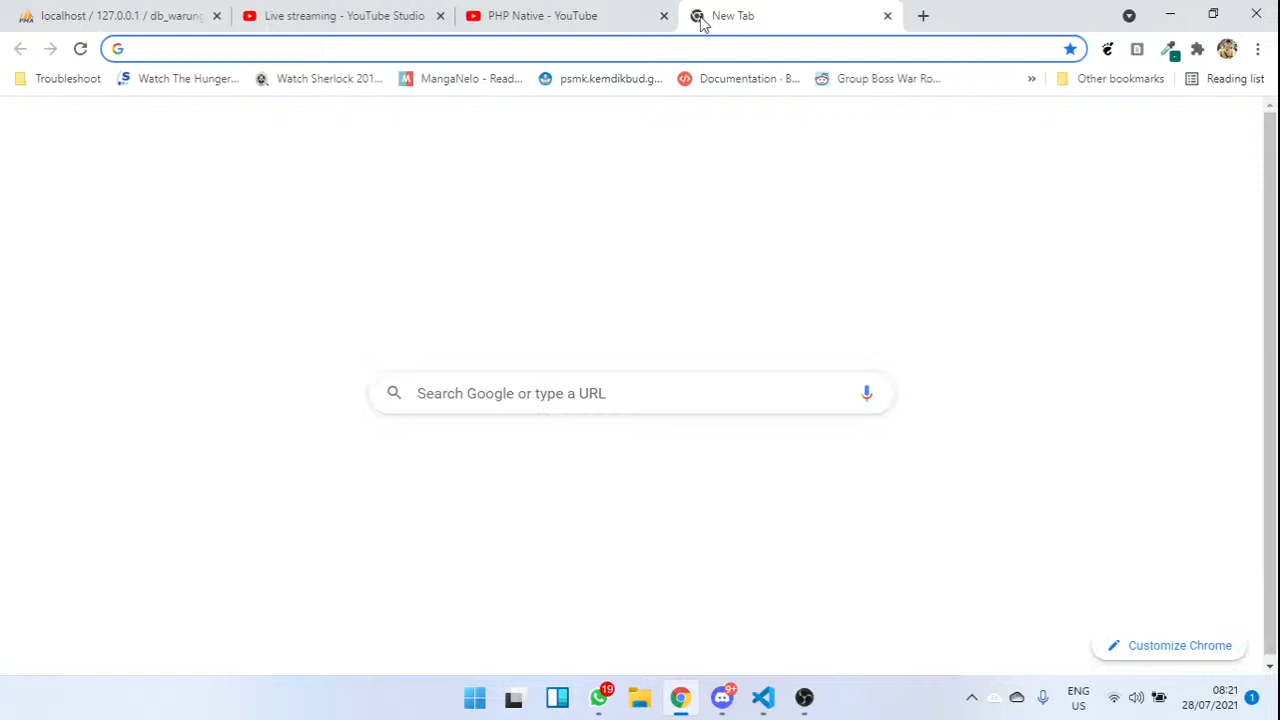 localhost / 127.0.0.1 / db_warung
Live streaming - YouTube Studio
PHP Native - YouTube
New Tab
Troubleshoot
Watch The Hunger...
Watch Sherlock 201...
MangaNelo - Read...
psmk.kemdikbud.g...
Documentation · B...
Group Boss War Ro...
»
Other bookmarks
Reading list
Search Google or type a URL
Customize Chrome
19
9+
ENG
US
08:21
28/07/2021
1